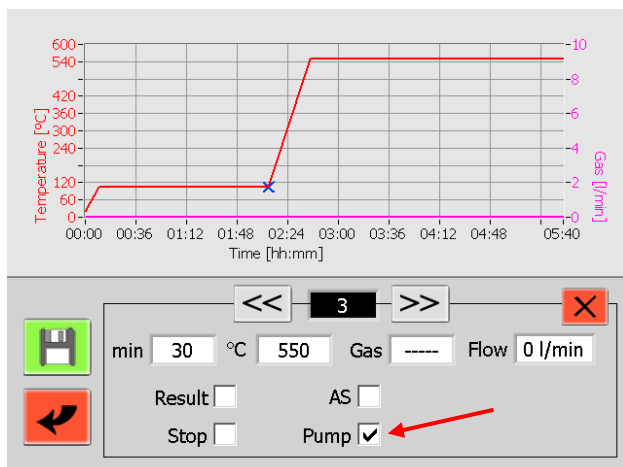 600
540
420
360
300
240
120
60
0
Temperature [°C]
10
8
6
4
2
0
Gas [l/min]
00:00 00:36 01:12 01:48 02:24 03:00 03:36 04:12 04:48 05:40
Time [hh:mm]
<< 3 >>
min 30 °C 550 Gas ----- Flow 0 l/min
Result AS
Stop Pump